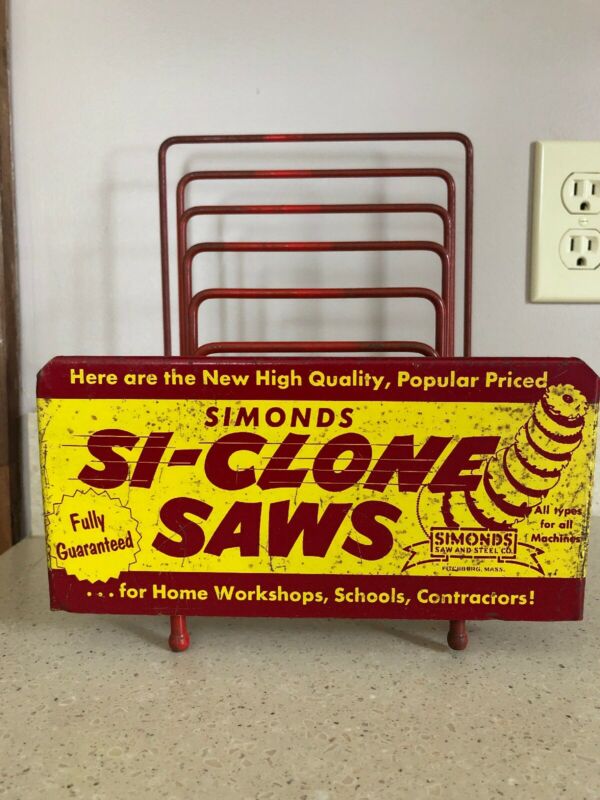 Here are the New High Quality, Popular Priced
SIMONDS
SI-CLONE
SAWS
Fully
Guaranteed
All types
for all
Machines
SIMONDS
SAW AND STEEL CO.
FITCHBURG, MASS.
... for Home Workshops, Schools, Contractors!